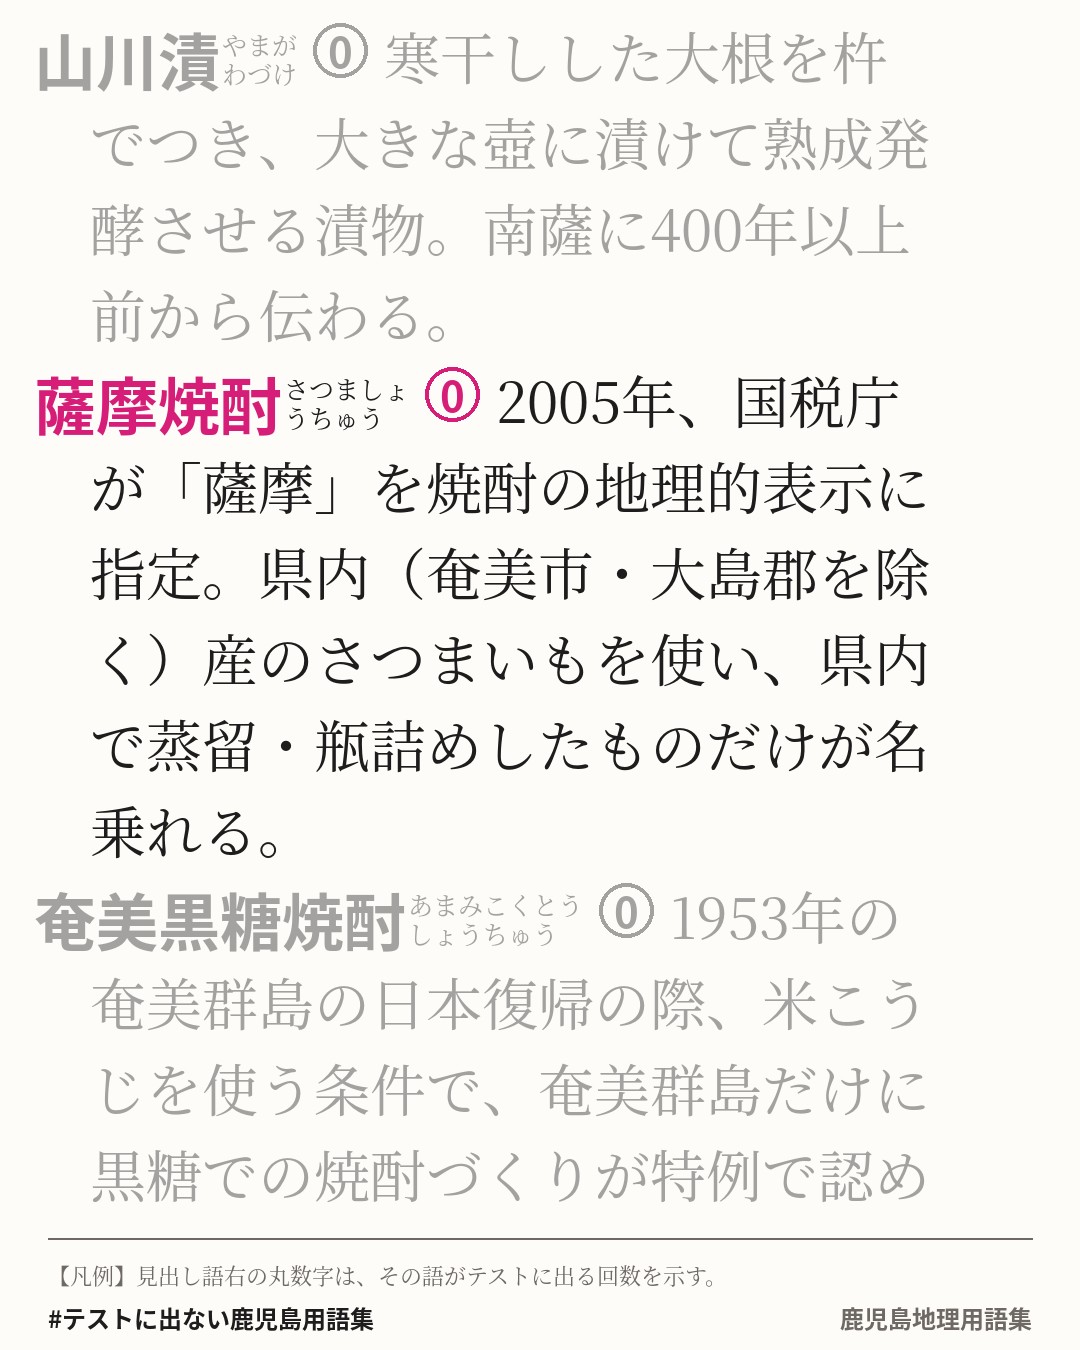 山川漬 やまがわづけ ⓪ 寒干しした大根を杵
でつき、大きな壺に漬けて熟成発
酵させる漬物。南薩に400年以上
前から伝わる。
薩摩焼酎 さつましょうちゅう ⓪ 2005年、国税庁
が「薩摩」を焼酎の地理的表示に
指定。県内（奄美市・大島郡を除
く）産のさつまいもを使い、県内
で蒸留・瓶詰めしたものだけが名
乗れる。
奄美黒糖焼酎 あまみこくとうしょうちゅう ⓪ 1953年の
奄美群島の日本復帰の際、米こう
じを使う条件で、奄美群島だけに
黒糖での焼酎づくりが特例で認め
【凡例】見出し語右の丸数字は、その語がテストに出る回数を示す。
#テストに出ない鹿児島用語集
鹿児島地理用語集